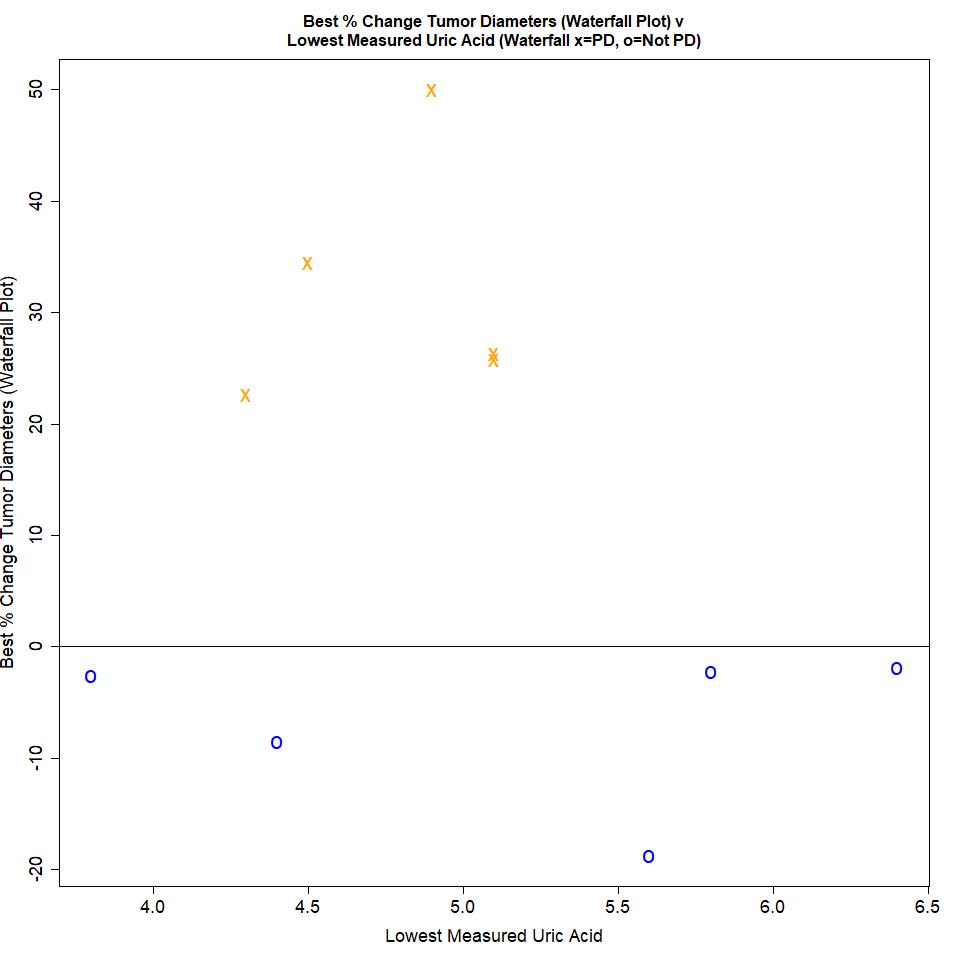 Best % Change Tumor Diameters (Waterfall Plot) v
Lowest Measured Uric Acid (Waterfall x=PD, o=Not PD)
Best % Change Tumor Diameters (Waterfall Plot)
50
40
30
20
10
0
-10
-20
x
x
x
x
x
o
o
o
o
o
4.0
4.5
5.0
5.5
6.0
6.5
Lowest Measured Uric Acid